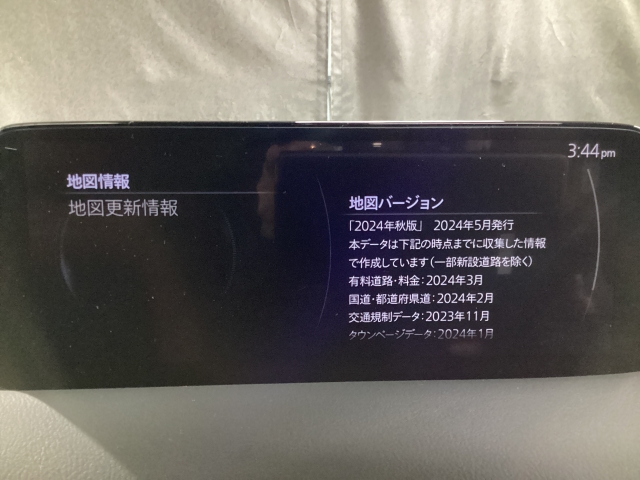 3:44pm
地図情報
地図更新情報
地図バージョン
「2024年秋版」 2024年5月発行
本データは下記の時点までに収集した情報
で作成しています(一部新設道路を除く)
有料道路・料金:2024年3月
国道・都道府県道:2024年2月
交通規制データ:2023年11月
タウンページデータ:2024年1月